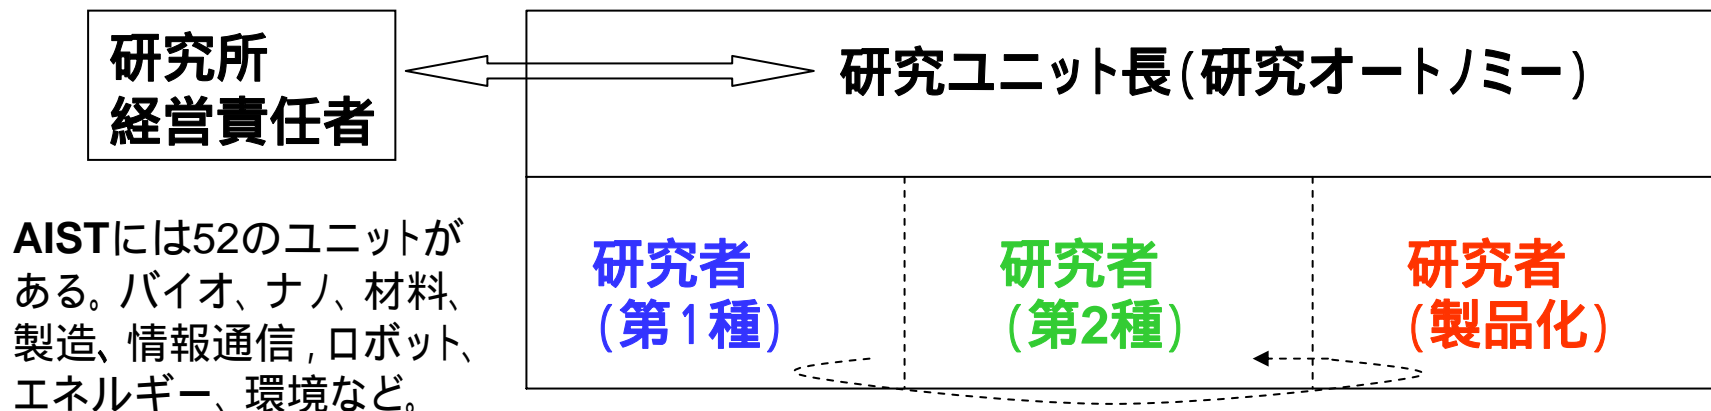 研究所
経営責任者
研究ユニット長(研究オートノミー)
AISTには52のユニットが
ある。バイオ、ナノ、材料、
製造、情報通信,ロボット、
エネルギー、環境など。
研究者
(第1種)
研究者
(第2種)
研究者
(製品化)